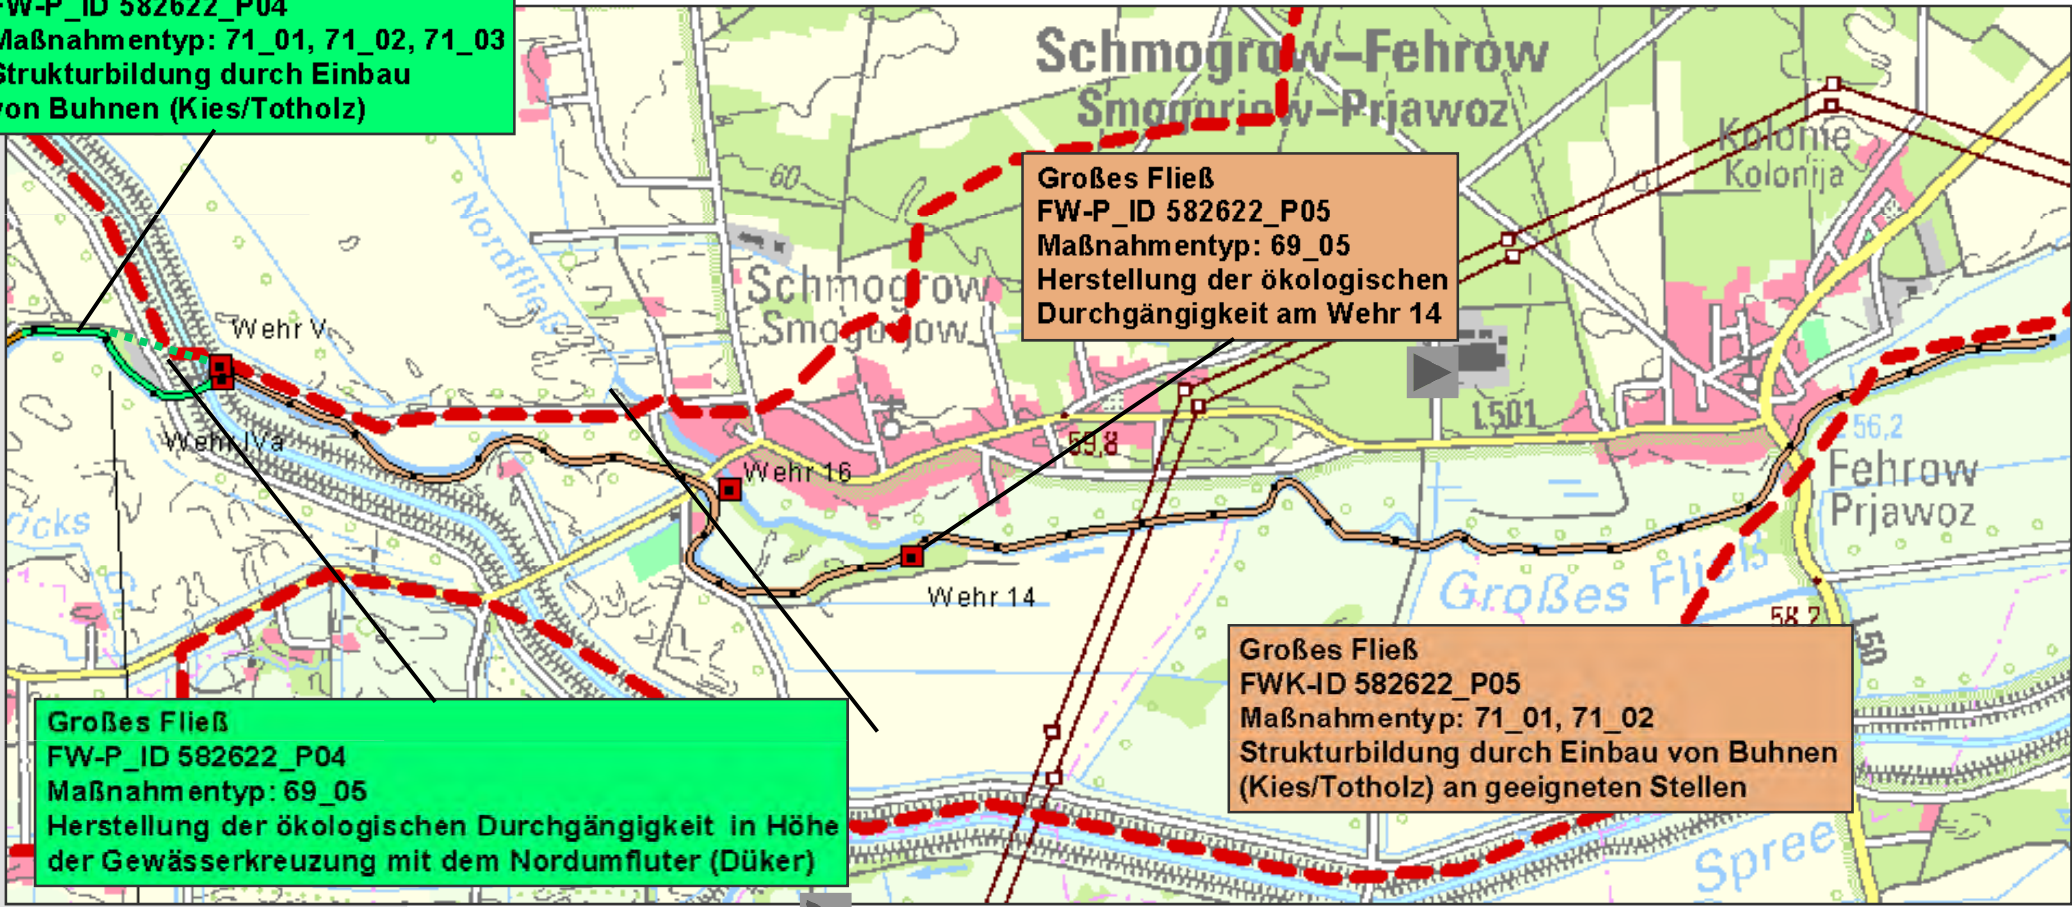 FW-P_ID 582622_P04
Maßnahmentyp: 71_01, 71_02, 71_03
Strukturbildung durch Einbau
von Buhnen (Kies/Totholz)
Schmogrow-Fehrow
Smogorjow-Prjawoz
Kolonie
Kolonija
60
Nordfließ
Großes Fließ
FW-P_ID 582622_P05
Maßnahmentyp: 69_05
Herstellung der ökologischen
Durchgängigkeit am Wehr 14
Schmogrow
Smogorjow
Wehr V
Wehr IVa
Wehr 16
59,8
L501
56,2
Fehrow
Prjawoz
ricks
Wehr 14
Großes Fließ
58,2
L50
Großes Fließ
FWK-ID 582622_P05
Maßnahmentyp: 71_01, 71_02
Strukturbildung durch Einbau von Buhnen
(Kies/Totholz) an geeigneten Stellen
Großes Fließ
FW-P_ID 582622_P04
Maßnahmentyp: 69_05
Herstellung der ökologischen Durchgängigkeit in Höhe
der Gewässerkreuzung mit dem Nordumfluter (Düker)
Spree